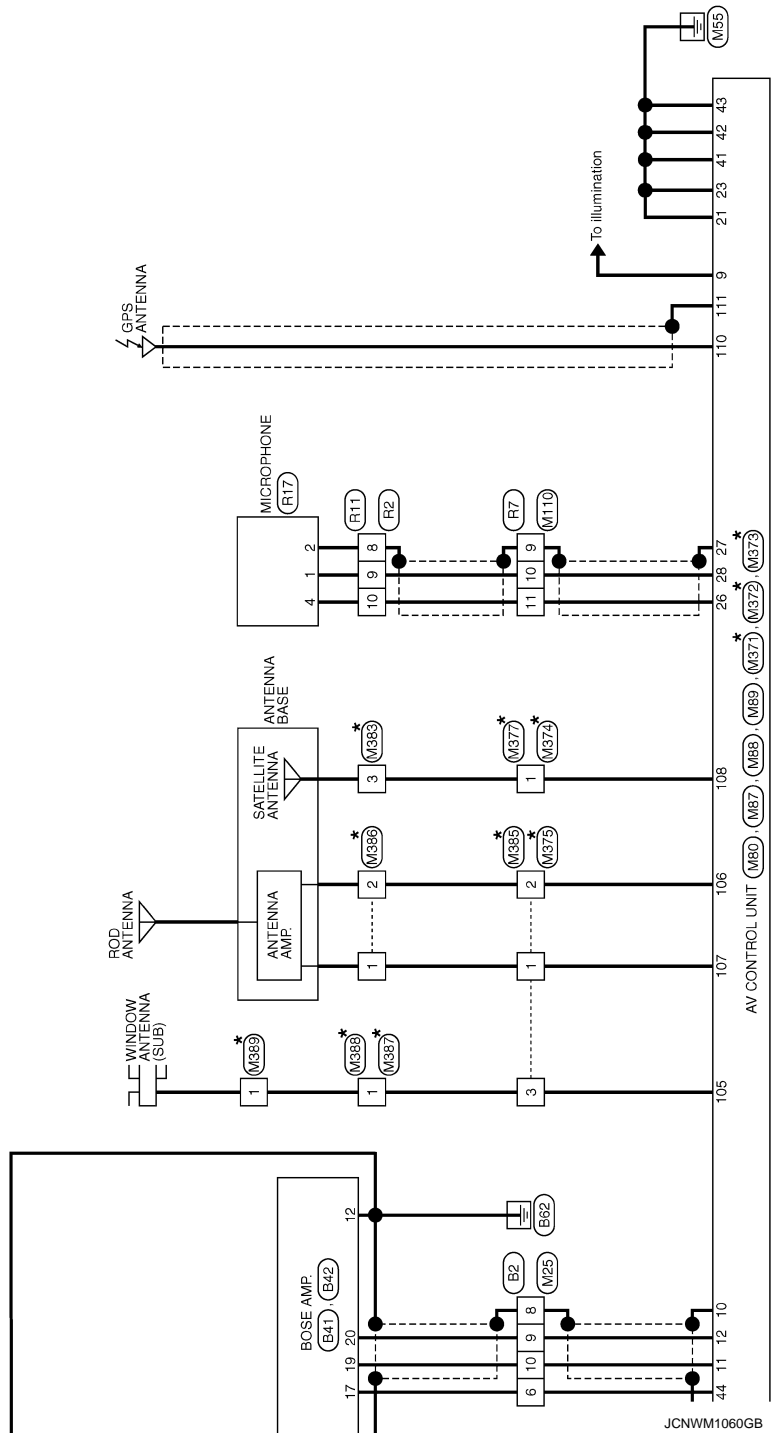 M55
43
42
41
23
21
To illumination
9
GPS
ANTENNA
111
110
MICROPHONE
R17
2
1
4
R11
R2
8
9
10
R7
M110
9
10
11
27
28
26
ANTENNA
BASE
SATELLITE
ANTENNA
*
M383
3
*
M377
*
M374
1
108
ROD
ANTENNA
ANTENNA
AMP.
*
M386
2
1
*
M385
*
M375
2
1
106
107
WINDOW
ANTENNA
(SUB)
*
M389
1
*
M388
*
M387
1
3
105
BOSE AMP.
B41 , B42
12
20
19
17
B62
B2
M25
8
9
10
6
10
12
11
44
AV CONTROL UNIT M80 , M87 , M88 , M89 , M371* , M372* , M373*
JCNWM1060GB